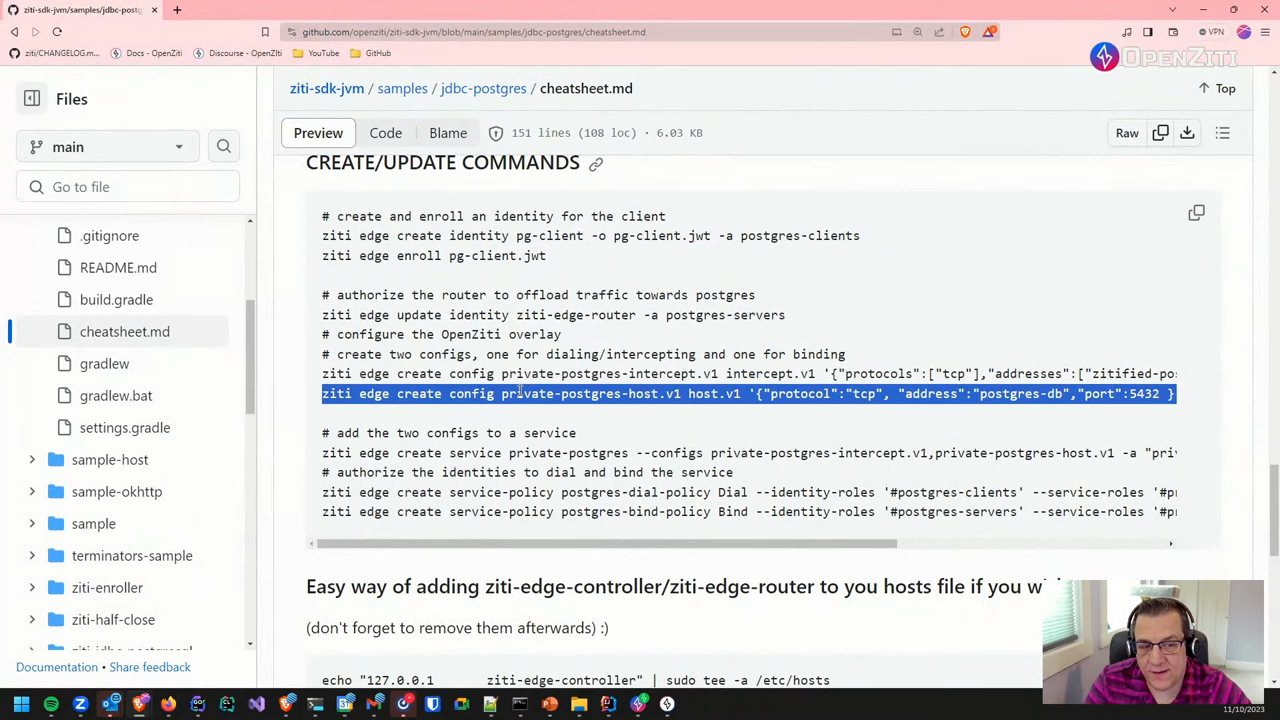 ziti-sdk-jvm/samples/jdbc-postg
github.com/openziti/ziti-sdk-jvm/blob/main/samples/jdbc-postgres/cheatsheet.md
VPN
ziti/CHANGELOG.m...
Docs - OpenZiti
Discourse - OpenZiti
YouTube
GitHub
OPENZITI
Files
ziti-sdk-jvm / samples / jdbc-postgres / cheatsheet.md
Top
main
Preview
Code
Blame
151 lines (108 loc) · 6.03 KB
Raw
Go to file
CREATE/UPDATE COMMANDS
.gitignore
README.md
build.gradle
cheatsheet.md
gradlew
gradlew.bat
settings.gradle
sample-host
sample-okhttp
sample
terminators-sample
ziti-enroller
ziti-half-close
ziti-jdbc-postgresql
Documentation · Share feedback
# create and enroll an identity for the client
ziti edge create identity pg-client -o pg-client.jwt -a postgres-clients
ziti edge enroll pg-client.jwt
# authorize the router to offload traffic towards postgres
ziti edge update identity ziti-edge-router -a postgres-servers
# configure the OpenZiti overlay
# create two configs, one for dialing/intercepting and one for binding
ziti edge create config private-postgres-intercept.v1 intercept.v1 '{"protocols":["tcp"],"addresses":["zitified-pos
ziti edge create config private-postgres-host.v1 host.v1 '{"protocol":"tcp", "address":"postgres-db","port":5432 }
# add the two configs to a service
ziti edge create service private-postgres --configs private-postgres-intercept.v1,private-postgres-host.v1 -a "priv
# authorize the identities to dial and bind the service
ziti edge create service-policy postgres-dial-policy Dial --identity-roles '#postgres-clients' --service-roles '#pr
ziti edge create service-policy postgres-bind-policy Bind --identity-roles '#postgres-servers' --service-roles '#pr
Easy way of adding ziti-edge-controller/ziti-edge-router to you hosts file if you wi
(don't forget to remove them afterwards) :)
echo "127.0.0.1 ziti-edge-controller" | sudo tee -a /etc/hosts
11/10/2023